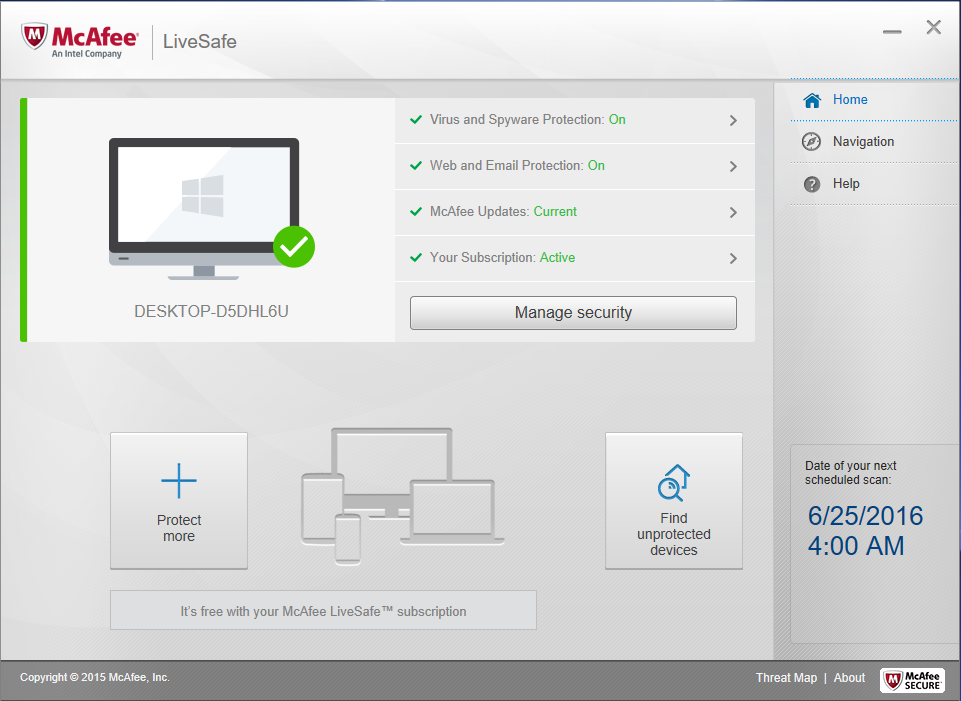 McAfee®
An Intel Company
LiveSafe
Virus and Spyware Protection: On
Web and Email Protection: On
McAfee Updates: Current
Your Subscription: Active
Manage security
DESKTOP-D5DHL6U
Home
Navigation
Help
Protect
more
Find
unprotected
devices
It's free with your McAfee LiveSafe™ subscription
Date of your next
scheduled scan:
6/25/2016
4:00 AM
Copyright © 2015 McAfee, Inc.
Threat Map | About
McAfee
SECURE